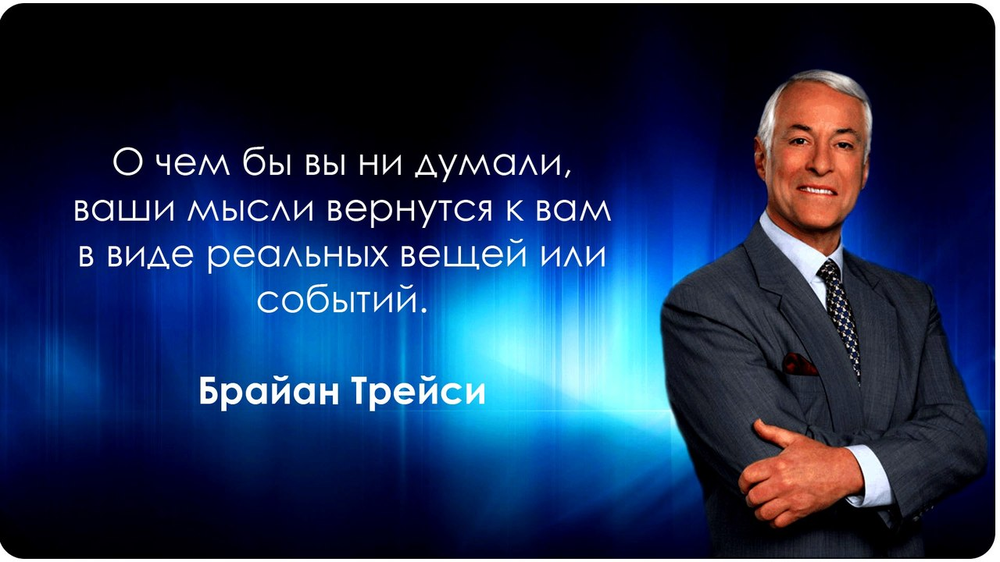 О чем бы вы ни думали,
ваши мысли вернутся к вам
в виде реальных вещей или
событий.
Брайан Трейси